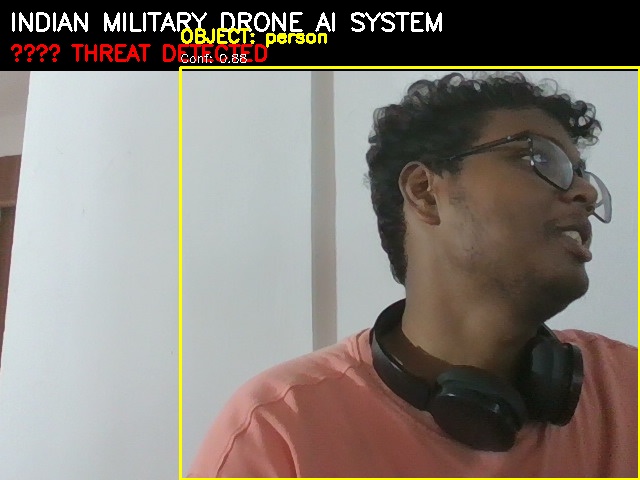 INDIAN MILITARY DRONE AI SYSTEM
OBJECT: person
???? THREAT DETECTED
Conf: 0.88